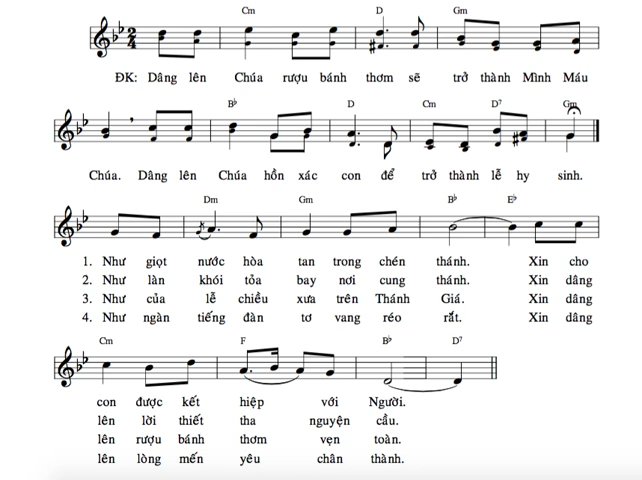 Cm D Gm
ĐK: Dâng lên Chúa rượu bánh thơm sẽ trở thành Mình Máu
B♭ D Cm D7 Gm
Chúa. Dâng lên Chúa hồn xác con để trở thành lễ hy sinh.
Dm Gm B♭ E♭
1. Như giọt nước hòa tan trong chén thánh. Xin cho
2. Như làn khói tỏa bay nơi cung thánh. Xin dâng
3. Như của lễ chiều xưa trên Thánh Giá. Xin dâng
4. Như ngàn tiếng đàn tơ vang réo rắt. Xin dâng
Cm F B♭ D7
con được kết hiệp với Người.
lên lời thiết tha nguyện cầu.
lên rượu bánh thơm vẹn toàn.
lên lòng mến yêu chân thành.